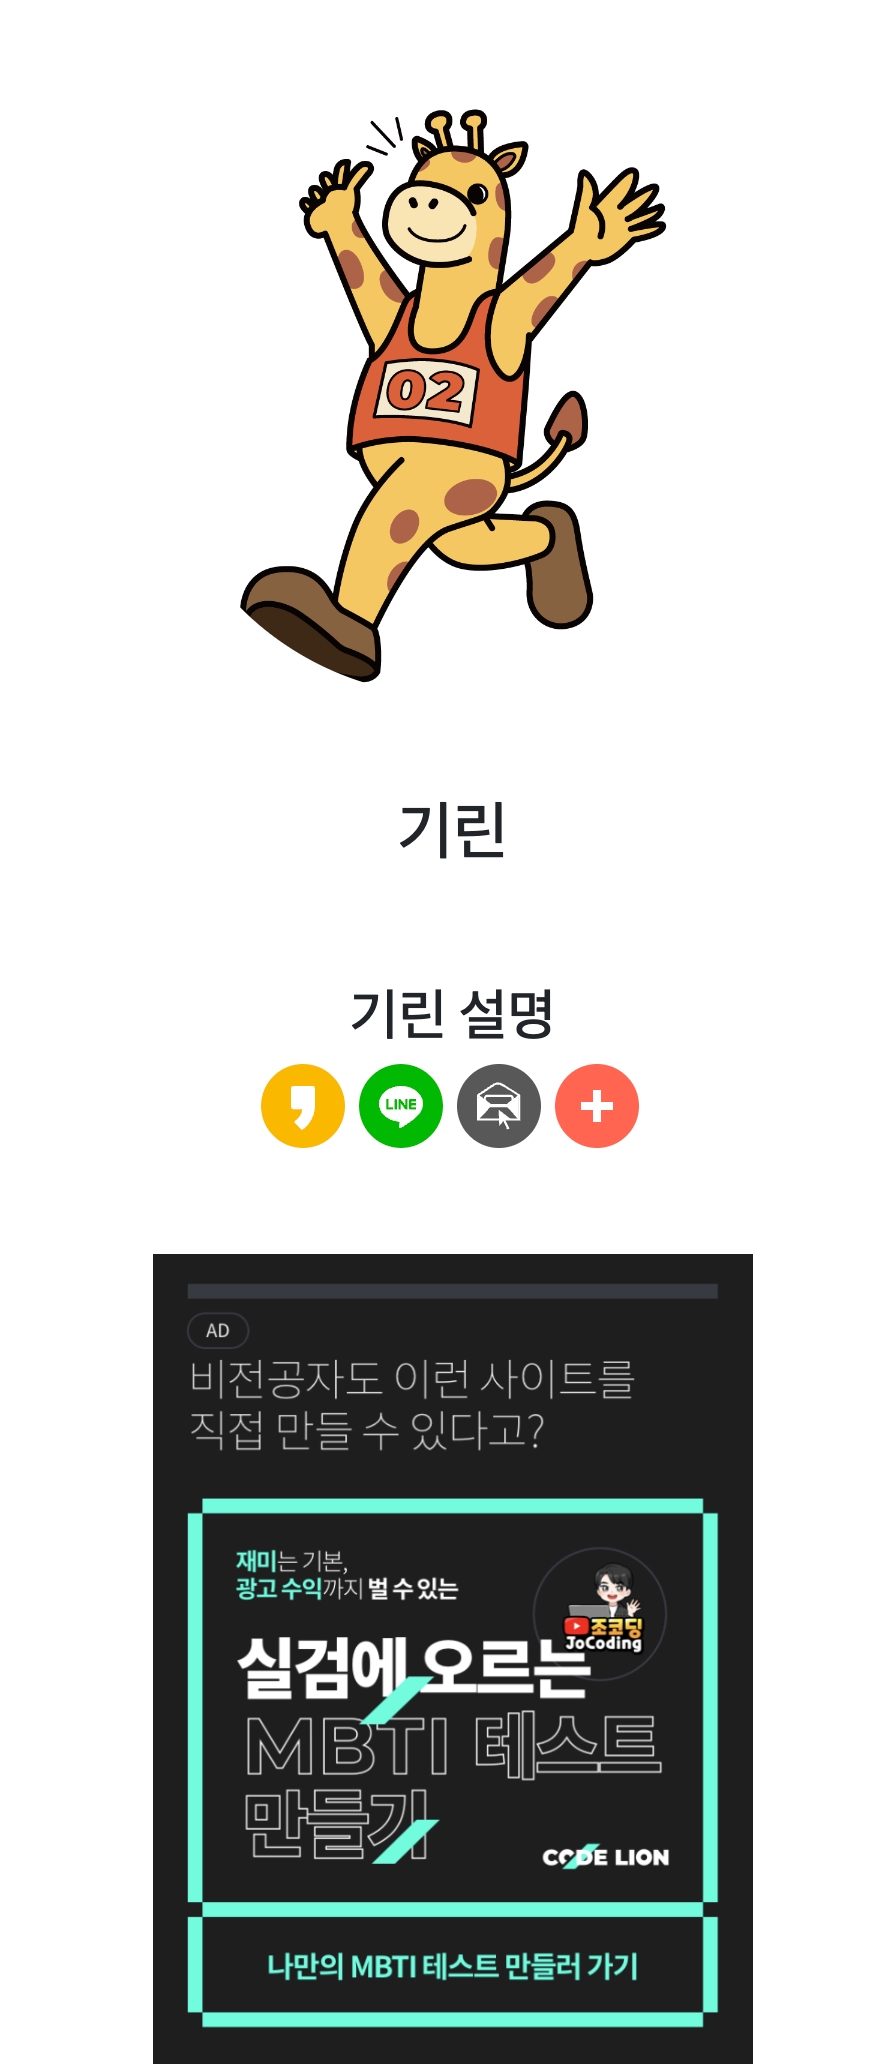 02
기린
기린 설명
LINE
AD
비전공자도 이런 사이트를
직접 만들 수 있다고?
재미는 기본,
광고 수익까지 벌 수 있는
조코딩
JoCoding
실검에 오르는
MBTI 테스트
만들기
CODE LION
나만의 MBTI 테스트 만들러 가기